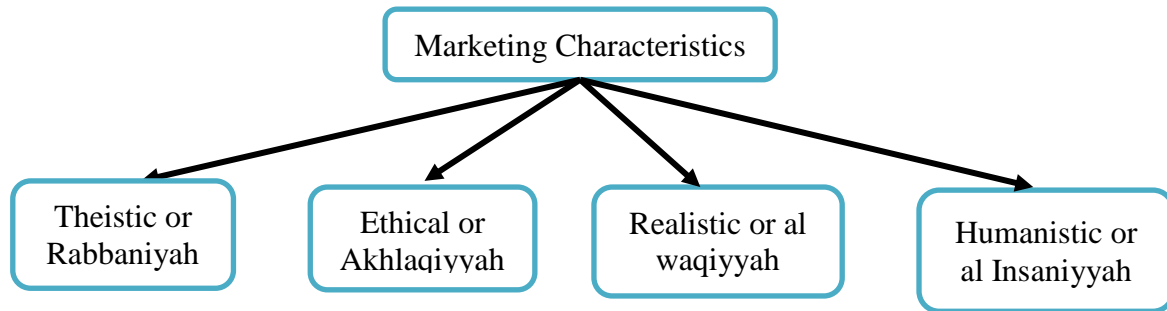 Marketing Characteristics
Theistic or
Rabbaniyah
Ethical or
Akhlaqiyyah
Realistic or al
waqiyyah
Humanistic or
al Insaniyyah